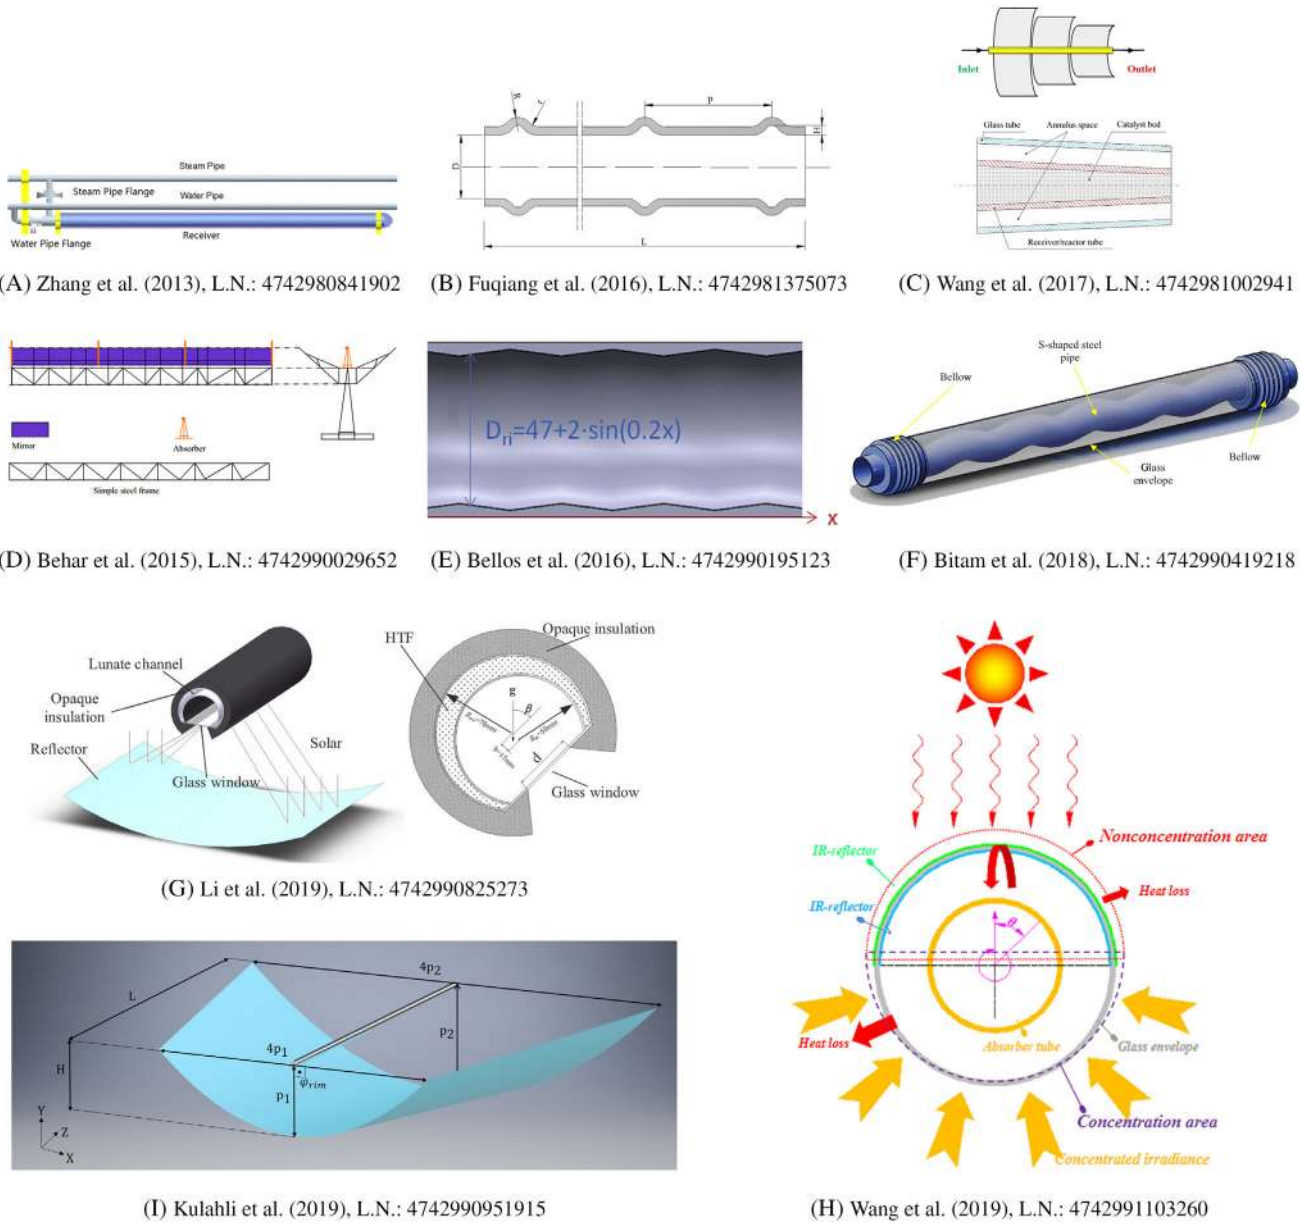 Steam Pipe
Steam Pipe Flange
Water Pipe
Water Pipe Flange
Receiver
(A) Zhang et al. (2013), L.N.: 4742980841902
R
r
P
H
D
L
(B) Fuqiang et al. (2016), L.N.: 4742981375073
Inlet
Outlet
Glass tube
Annulus space
Catalyst bed
Receiver/reactor tube
(C) Wang et al. (2017), L.N.: 4742981002941
Mirror
Absorber
Simple steel frame
(D) Behar et al. (2015), L.N.: 4742990029652
Dri=47+2·sin(0.2x)
x
(E) Bellos et al. (2016), L.N.: 4742990195123
S-shaped steel
pipe
Bellow
Glass
envelope
Bellow
(F) Bitam et al. (2018), L.N.: 4742990419218
Lunate channel
Opaque
insulation
Reflector
Solar
Glass window
HTF
Opaque insulation
g
β
d
Glass window
(G) Li et al. (2019), L.N.: 4742990825273
4p2
L
4p1
p2
H
φrim
p1
Y
Z
X
(I) Kulahli et al. (2019), L.N.: 4742990951915
Nonconcentration area
IR-reflector
Heat loss
IR-reflector
θ
Heat loss
Absorber tube
Glass envelope
Concentration area
Concentrated irradiance
(H) Wang et al. (2019), L.N.: 4742991103260